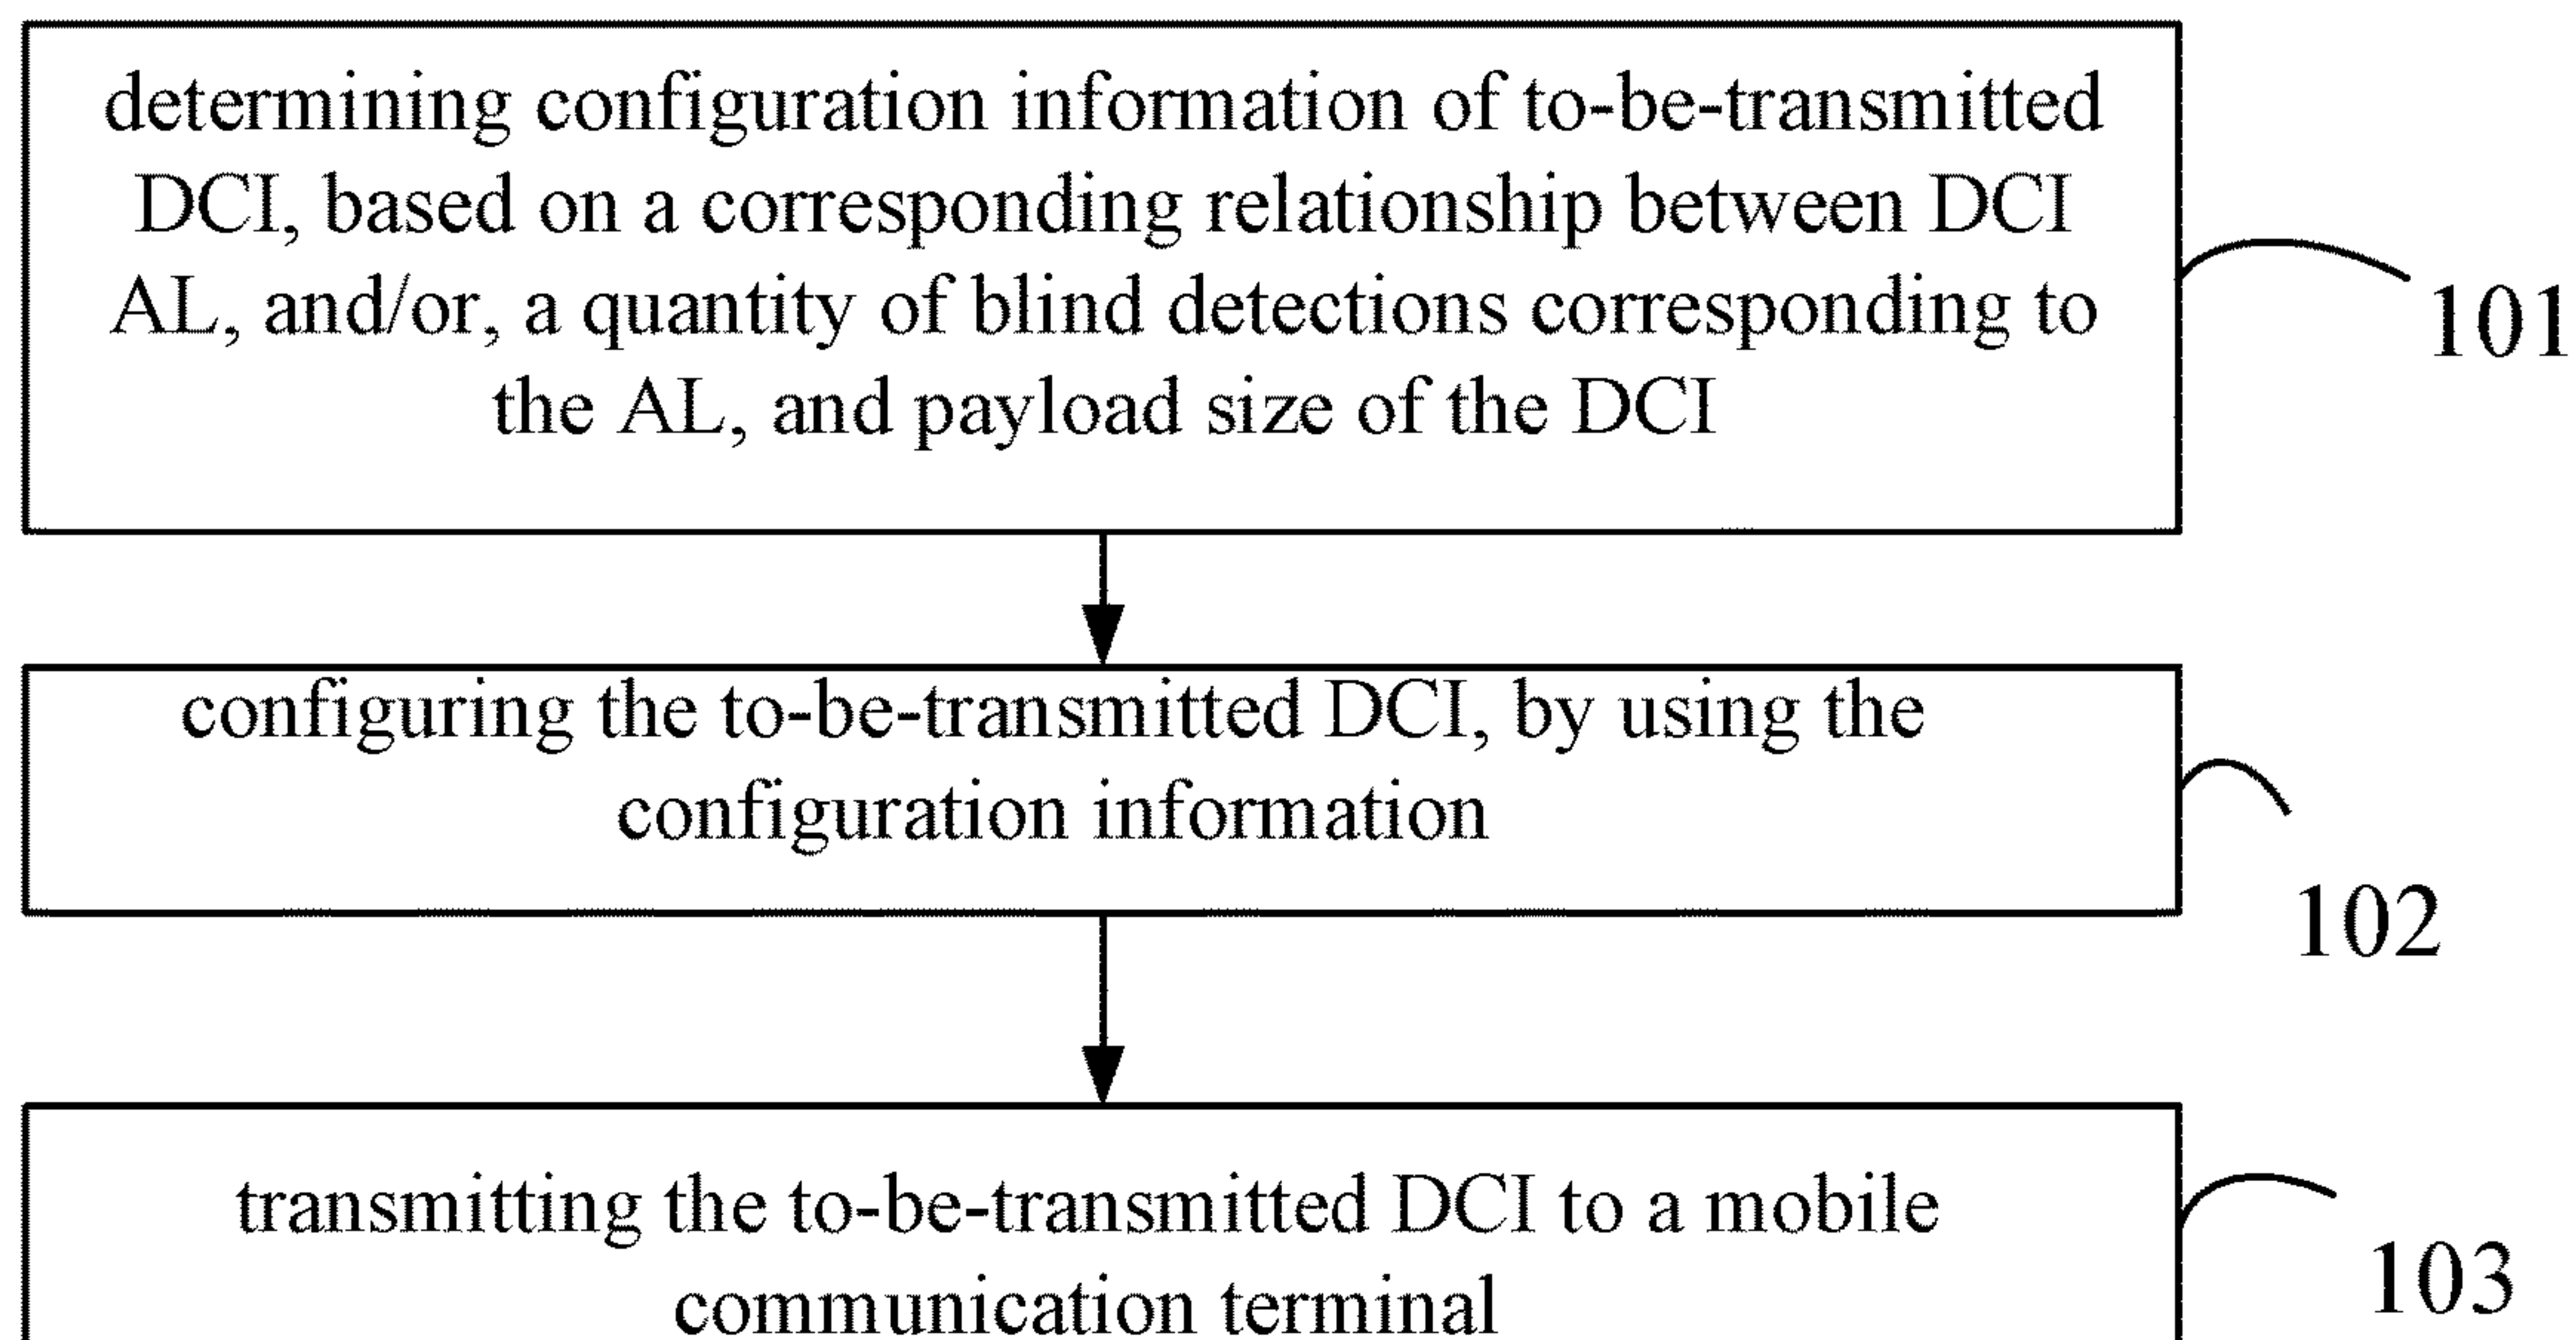 determining configuration information of to-be-transmitted
DCI, based on a corresponding relationship between DCI
AL, and/or, a quantity of blind detections corresponding to
the AL, and payload size of the DCI
101
configuring the to-be-transmitted DCI, by using the
configuration information
102
transmitting the to-be-transmitted DCI to a mobile
communication terminal
103